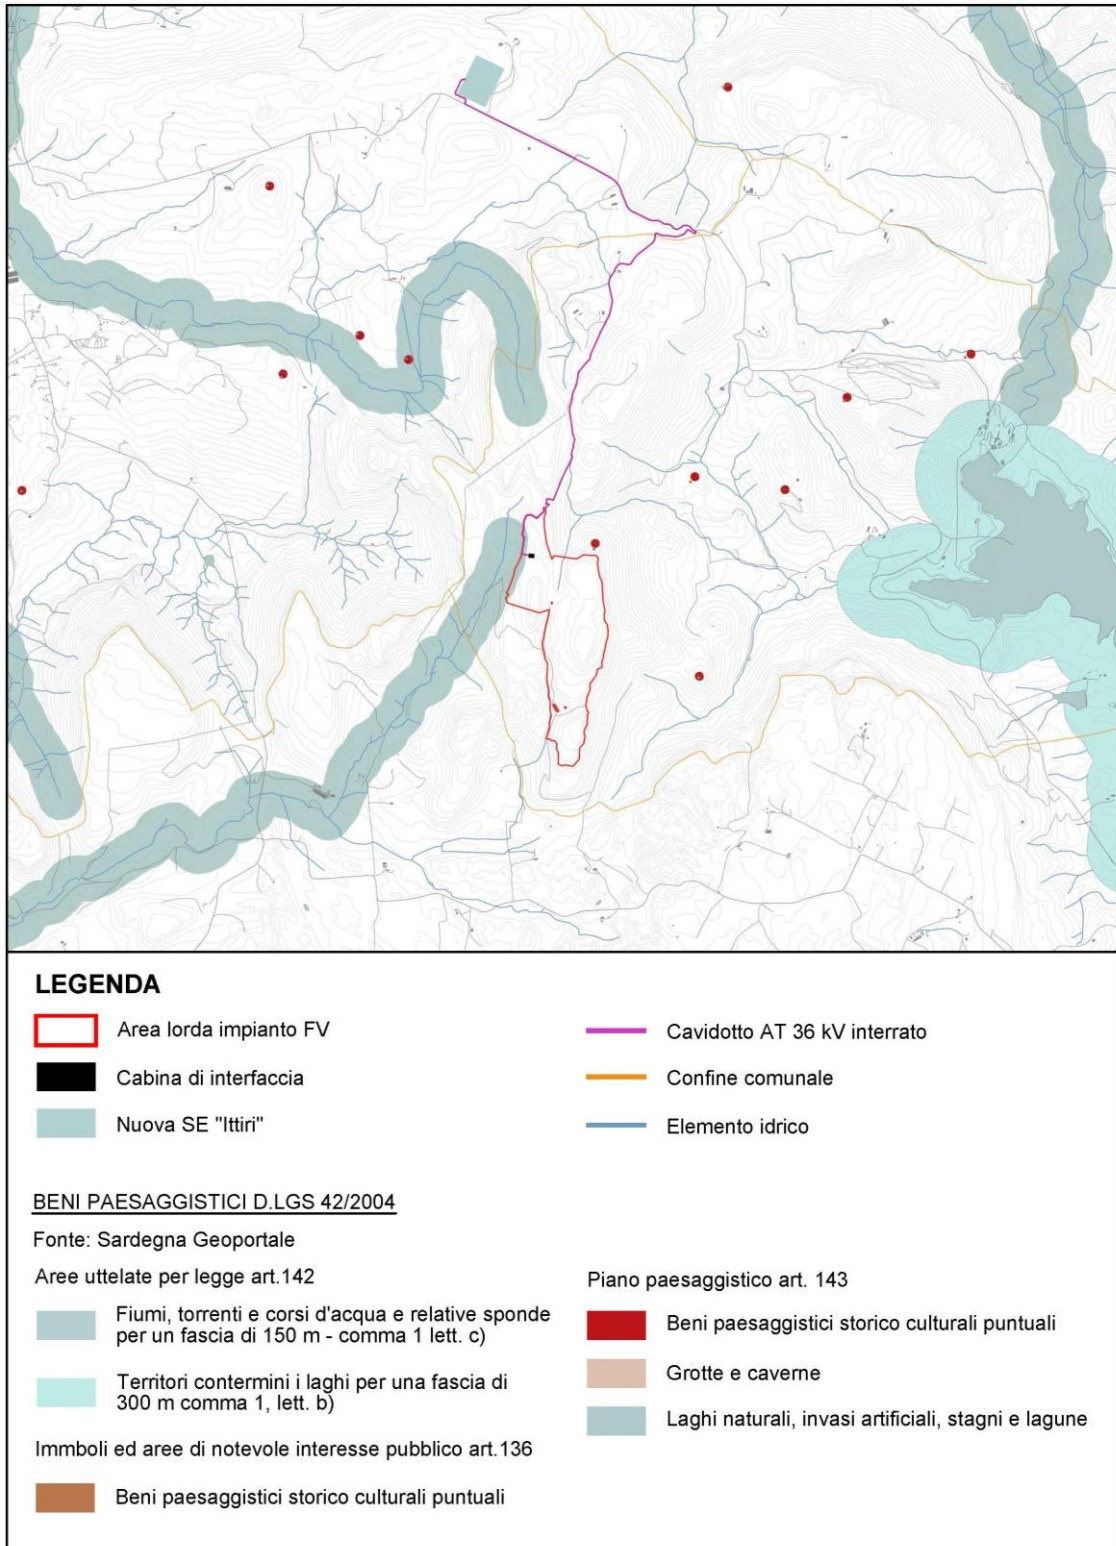 LEGENDA
Area lorda impianto FV
Cabina di interfaccia
Nuova SE "Ittiri"
Cavidotto AT 36 kV interrato
Confine comunale
Elemento idrico
BENI PAESAGGISTICI D.LGS 42/2004
Fonte: Sardegna Geoportale
Aree uttelate per legge art.142
Fiumi, torrenti e corsi d'acqua e relative sponde
per un fascia di 150 m - comma 1 lett. c)
Territori contermini i laghi per una fascia di
300 m comma 1, lett. b)
Immboli ed aree di notevole interesse pubblico art.136
Beni paesaggistici storico culturali puntuali
Piano paesaggistico art. 143
Beni paesaggistici storico culturali puntuali
Grotte e caverne
Laghi naturali, invasi artificiali, stagni e lagune